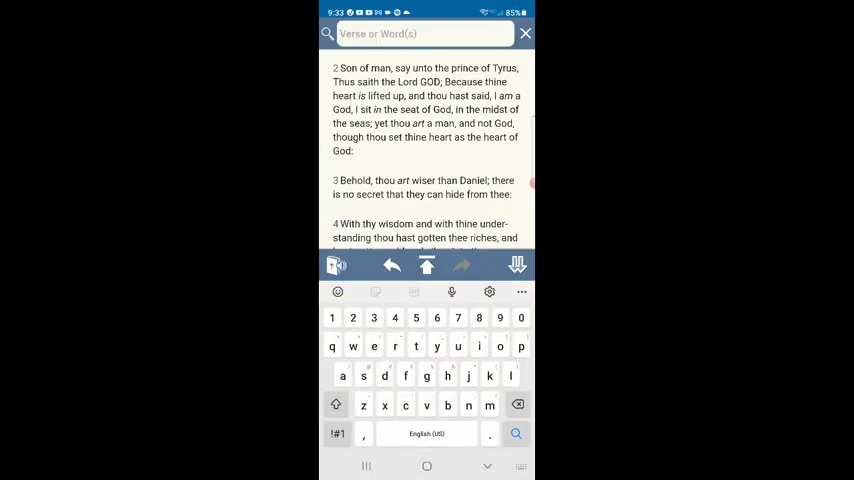 9:33 85%
Verse or Word(s)
2 Son of man, say unto the prince of Tyrus,
Thus saith the Lord GOD; Because thine
heart is lifted up, and thou hast said, I am a
God, I sit in the seat of God, in the midst of
the seas; yet thou art a man, and not God,
though thou set thine heart as the heart of
God:
3 Behold, thou art wiser than Daniel; there
is no secret that they can hide from thee:
4 With thy wisdom and with thine under-
standing thou hast gotten thee riches, and
1 2 3 4 5 6 7 8 9 0
q w e r t y u i o p
a s d f g h j k l
z x c v b n m
!#1 , English (US) .